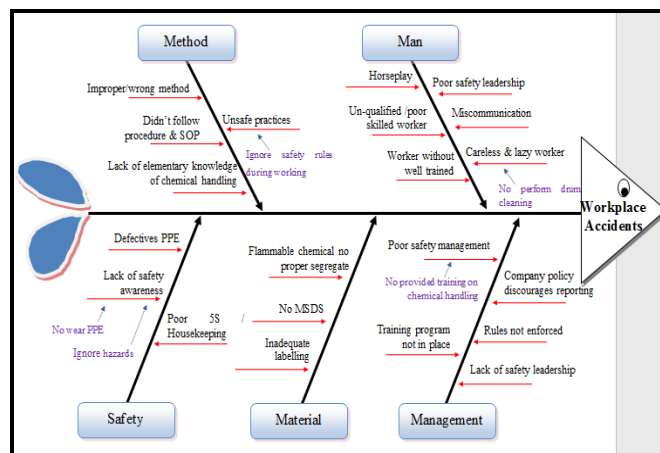 Method
Man
Improper/wrong method
Didn't follow
procedure & SOP
Unsafe practices
Ignore safety rules
during working
Lack of elementary knowledge
of chemical handling
Horseplay
Poor safety leadership
Un-qualified /poor
skilled worker
Miscommunication
Worker without
well trained
Careless & lazy worker
No perform drum
cleaning
Workplace
Accidents
Defectives PPE
Lack of safety
awareness
No wear PPE
Ignore hazards
Poor 5S /
Housekeeping
Flammable chemical no
proper segregate
No MSDS
Inadequate
labelling
Poor safety management
No provided training on
chemical handling
Company policy
discourages reporting
Training program
not in place
Rules not enforced
Lack of safety leadership
Safety
Material
Management